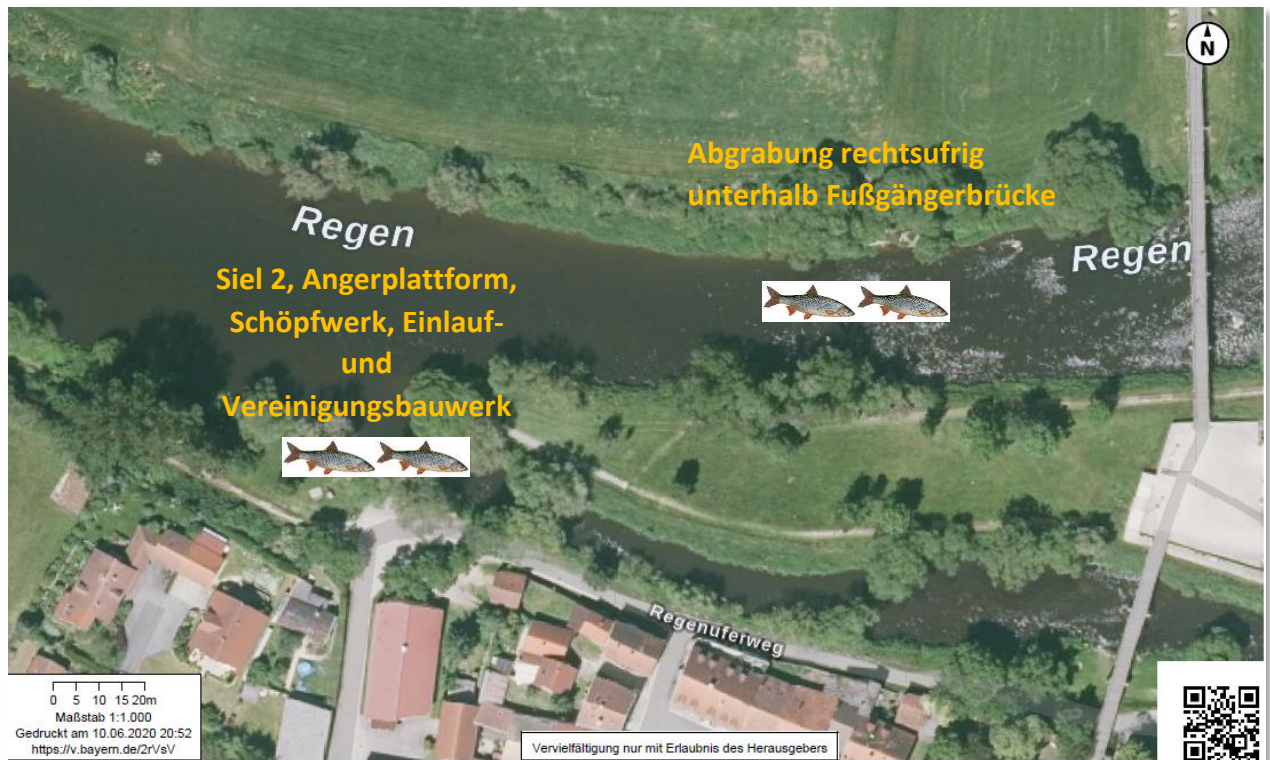 N
Abgrabung rechtsufrig
unterhalb Fußgängerbrücke
Regen
Regen
Siel 2, Angerplattform,
Schöpfwerk, Einlauf-
und
Vereinigungsbauwerk
Regenuferweg
0 5 10 15 20m
Maßstab 1:1.000
Gedruckt am 10.06.2020 20:52
https://v.bayern.de/2rVsV
Vervielfältigung nur mit Erlaubnis des Herausgebers